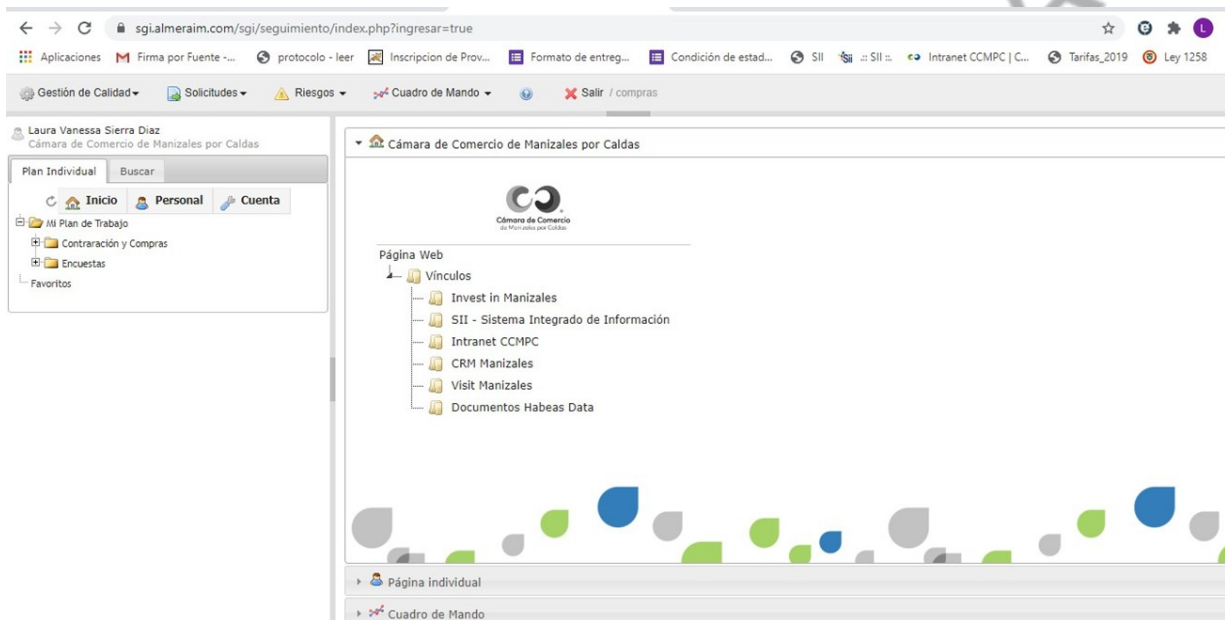 sgi.almeraim.com/sgi/seguimiento/index.php?ingresar=true
L
Aplicaciones Firma por Fuente -... protocolo - leer Inscripcion de Prov... Formato de entreg... Condición de estad... SII Sii .:: SII ::. Intranet CCMPC | C... Tarifas_2019 Ley 1258
Gestión de Calidad Solicitudes Riesgos Cuadro de Mando Salir / compras
Laura Vanessa Sierra Diaz
Cámara de Comercio de Manizales por Caldas
Plan Individual Buscar
Inicio Personal Cuenta
Mi Plan de Trabajo
Contraración y Compras
Encuestas
Favoritos
Cámara de Comercio de Manizales por Caldas
Cámara de Comercio
de Manizales por Caldas
Página Web
Vínculos
Invest in Manizales
SII - Sistema Integrado de Información
Intranet CCMPC
CRM Manizales
Visit Manizales
Documentos Habeas Data
Página individual
Cuadro de Mando